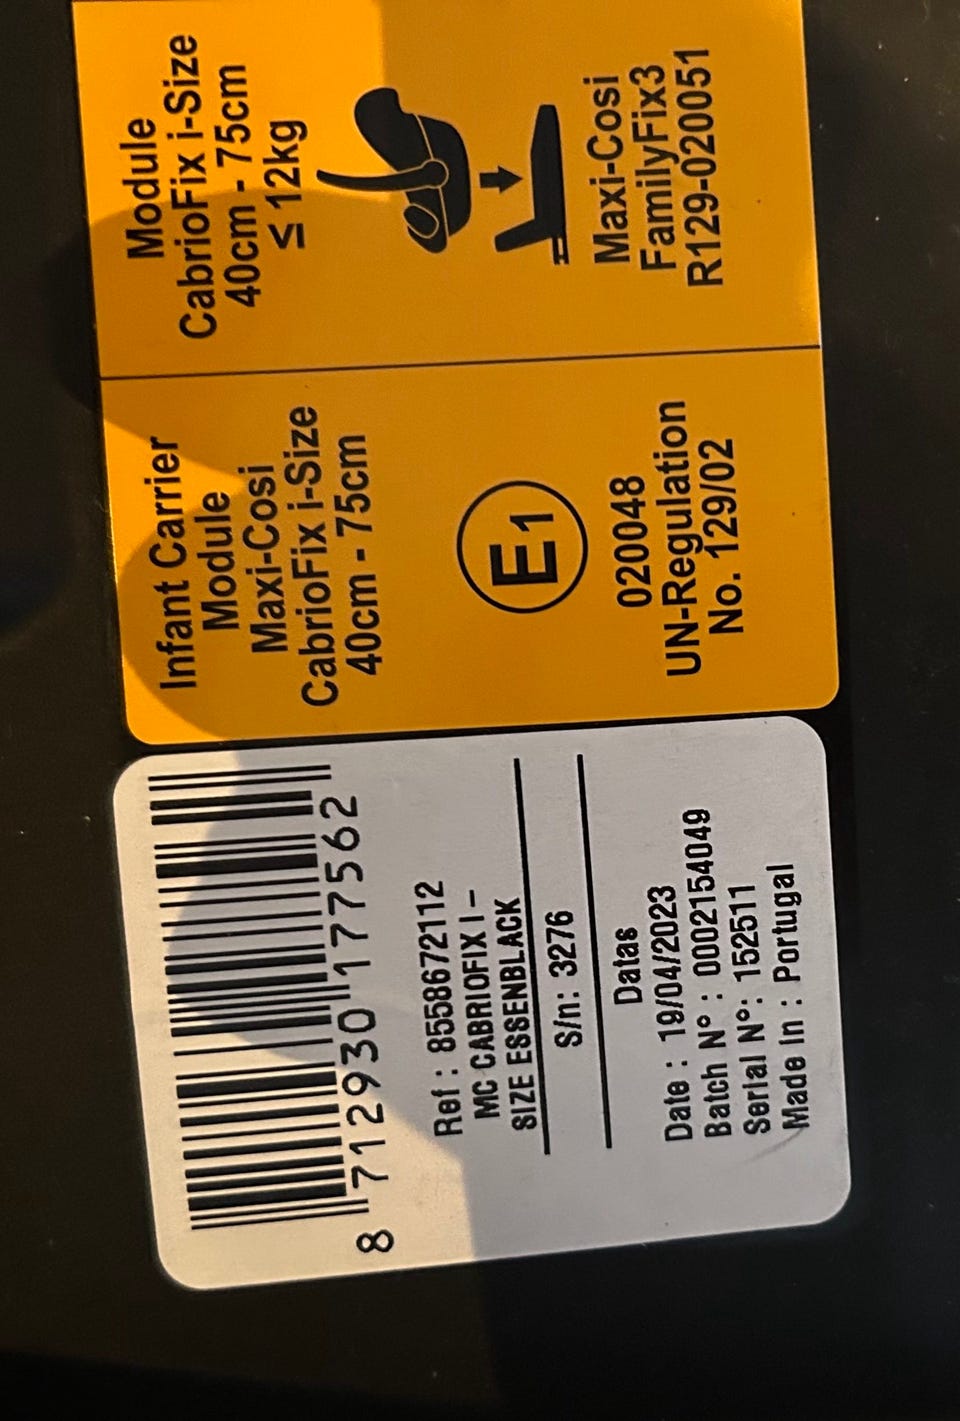 8 712930 177562
Ref : 8558672112
MC CABRIOFIX I-
SIZE ESSENBLACK
S/n: 3276
Datas
Date : 19/04/2023
Batch Nº : 0002154049
Serial Nº: 152511
Made In : Portugal
Infant Carrier
Module
Maxi-Cosi
CabrioFix i-Size
40cm - 75cm
E1
020048
UN-Regulation
No. 129/02
Module
CabrioFix i-Size
40cm - 75cm
≤ 12kg
Maxi-Cosi
FamilyFix3
R129-020051